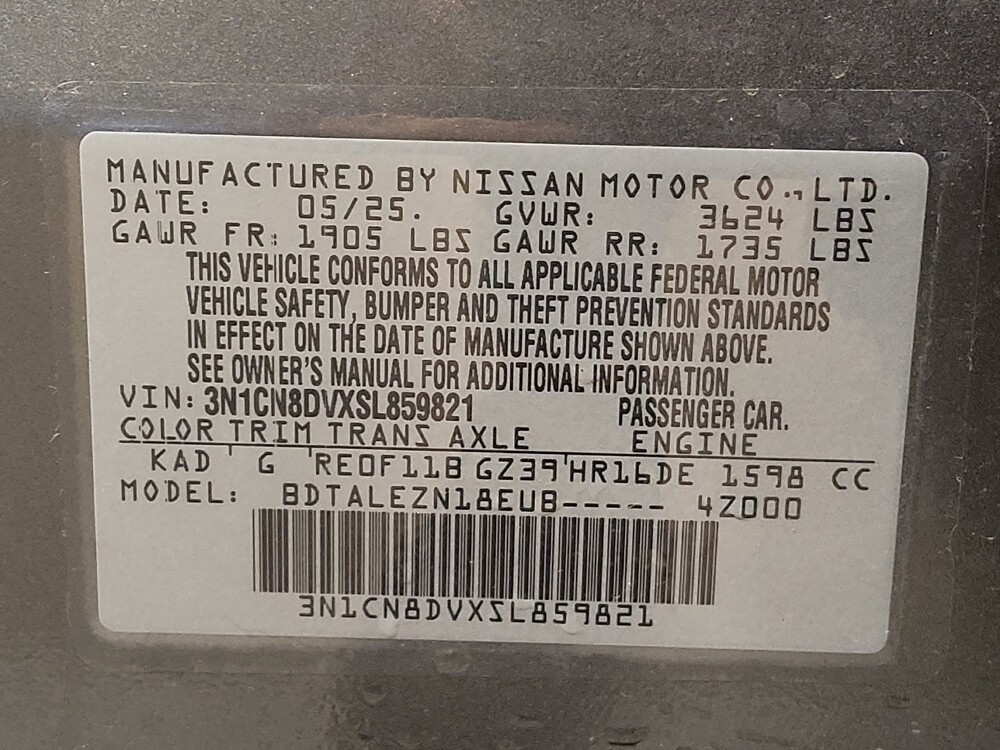 MANUFACTURED BY NISSAN MOTOR CO., LTD.
DATE: 05/25. GVWR: 3624 LBS
GAWR FR: 1905 LBS GAWR RR: 1735 LBS
THIS VEHICLE CONFORMS TO ALL APPLICABLE FEDERAL MOTOR
VEHICLE SAFETY, BUMPER AND THEFT PREVENTION STANDARDS
IN EFFECT ON THE DATE OF MANUFACTURE SHOWN ABOVE.
SEE OWNER'S MANUAL FOR ADDITIONAL INFORMATION.
VIN: 3N1CN8DVXSL859821 PASSENGER CAR.
COLOR TRIM TRANS AXLE ENGINE
KAD G RE0F11B GZ39 HR16DE 1598 CC
MODEL: BDTALEZN18EUB----- 4Z000
3N1CN8DVXSL859821